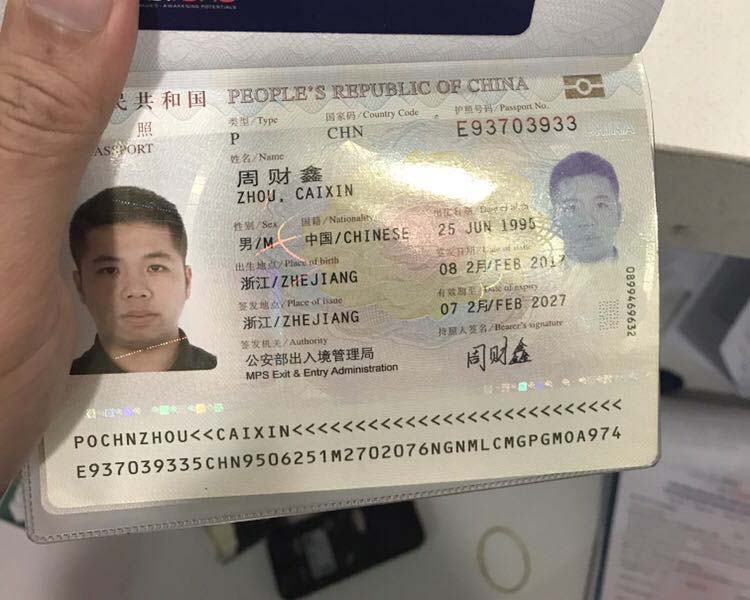 - AWAKENING POTENTIALS
民共和国 PEOPLE'S REPUBLIC OF CHINA
照
PASSPORT
类型/Type 国家码/Country Code 护照号码/Passport No.
P CHN E93703933
姓名/Name
周财鑫
ZHOU, CAIXIN
性别/Sex 国籍/Nationality 出生日期/Date of birth
男/M 中国/CHINESE 25 JUN 1995
出生地点/Place of birth 签发日期/Date of issue
浙江/ZHEJIANG 08 2月/FEB 2017
签发地点/Place of issue 有效期至/Date of expiry
浙江/ZHEJIANG 07 2月/FEB 2027
签发机关/Authority 持照人签名/Bearer's signature
公安部出入境管理局 周财鑫
MPS Exit & Entry Administration
0899469632
POCHNZHOU<<CAIXIN<<<<<<<<<<<<<<<<<<<<<<<<<<<
E937039335CHN9506251M2702076NGNMLCMGPGMOA974